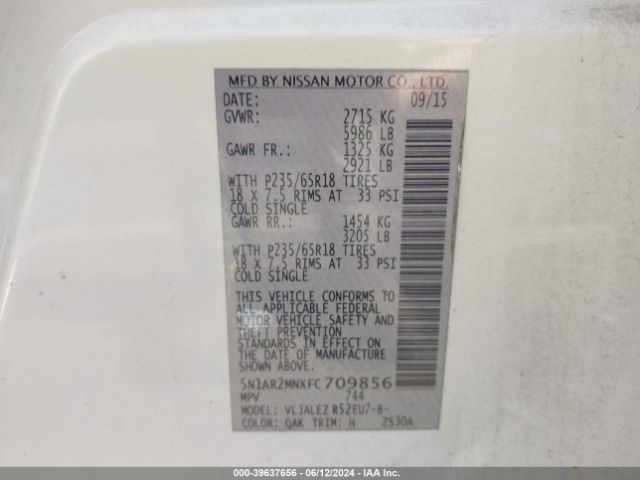 MFD BY NISSAN MOTOR CO., LTD.
DATE: 09/15
GVWR: 2715 KG
5986 LB
GAWR FR.: 1325 KG
2921 LB
WITH P235/65R18 TIRES
18 X 7.5 RIMS AT 33 PSI
COLD SINGLE
GAWR RR.: 1454 KG
3205 LB
WITH P235/65R18 TIRES
18 X 7.5 RIMS AT 33 PSI
COLD SINGLE
THIS VEHICLE CONFORMS TO
ALL APPLICABLE FEDERAL
MOTOR VEHICLE SAFETY AND
THEFT PREVENTION
STANDARDS IN EFFECT ON
THE DATE OF MANUFACTURE
SHOWN ABOVE.
5N1AR2MNXFC709856
MPV 744
MODEL: VLJALEZ R52EU7-B-
COLOR: QAK TRIM: H 2S30A
000-39637656 - 06/12/2024 - IAA Inc.